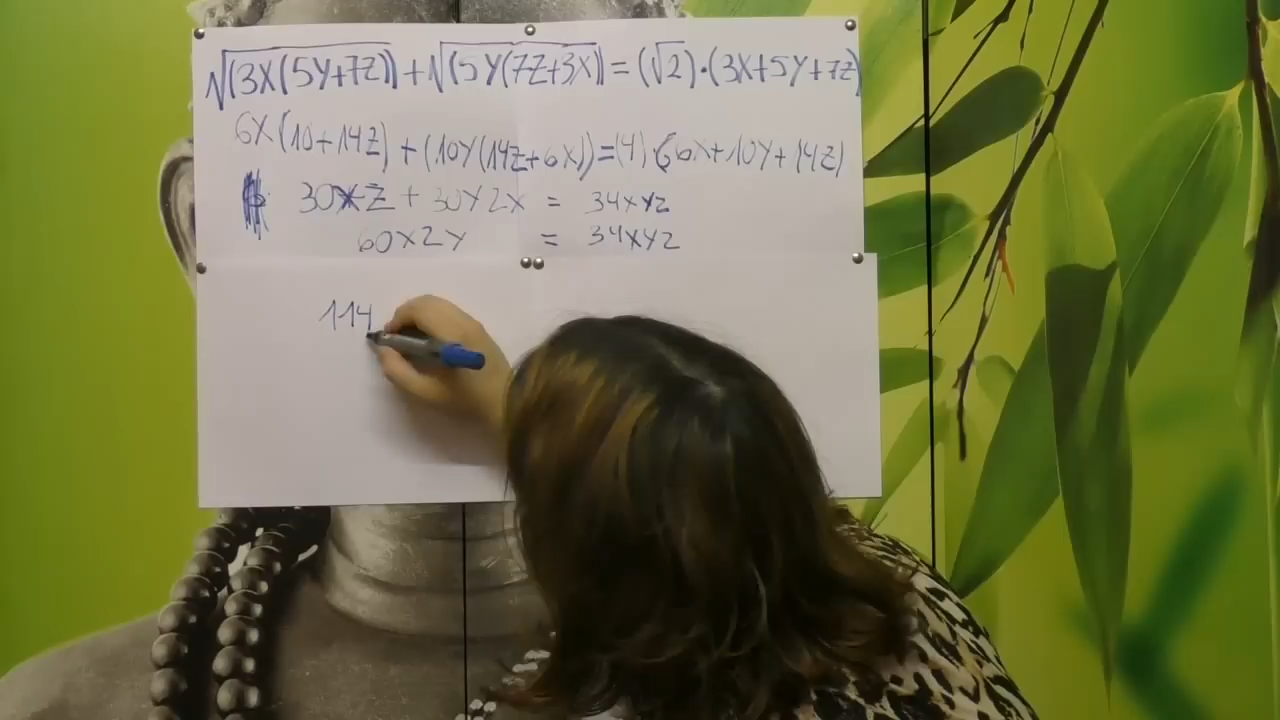 √(3X(5Y+7Z)) + √(5Y(7Z+3X)) = (√2)·(3X+5Y+7Z)
6X(10+14Z) + (10Y(14Z+6X)) = (4)·(6x+10Y+14Z)
30XZ + 30Y2X = 34XYZ
60X2Y = 34XYZ
114